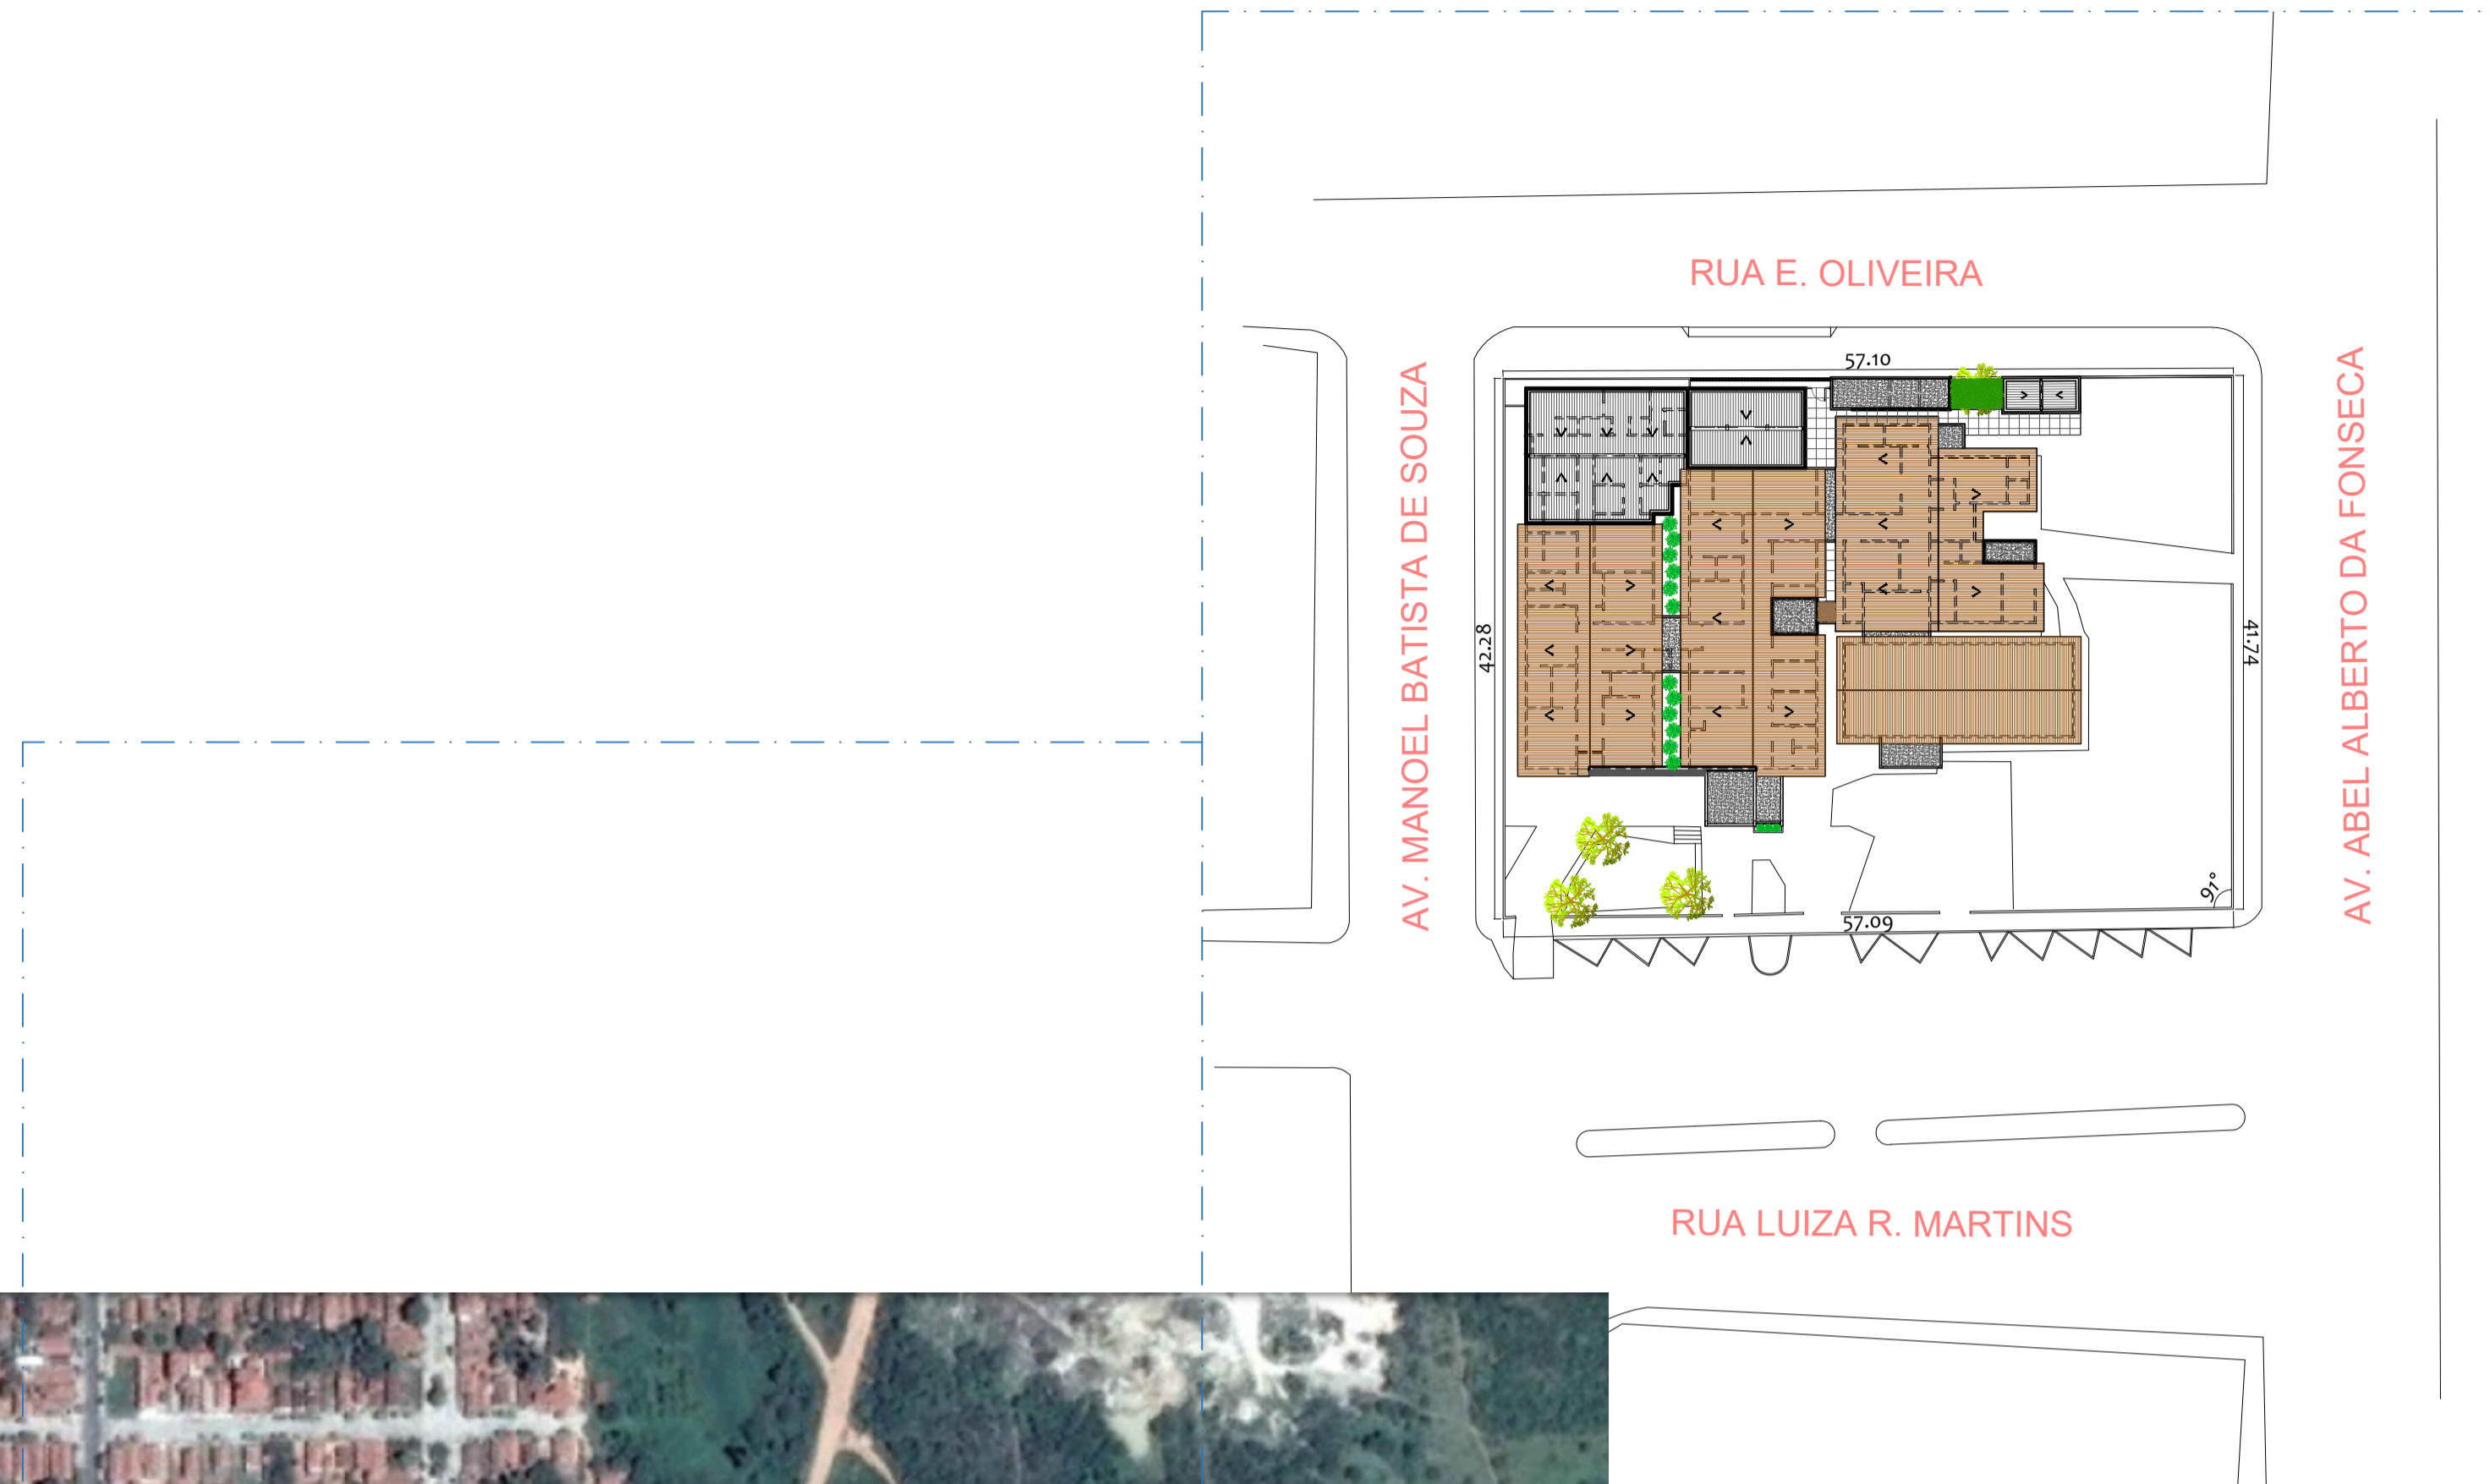 RUA E. OLIVEIRA
57.10
AV. MANOEL BATISTA DE SOUZA
42.28
41.74
AV. ABEL ALBERTO DA FONSECA
91°
57.09
RUA LUIZA R. MARTINS